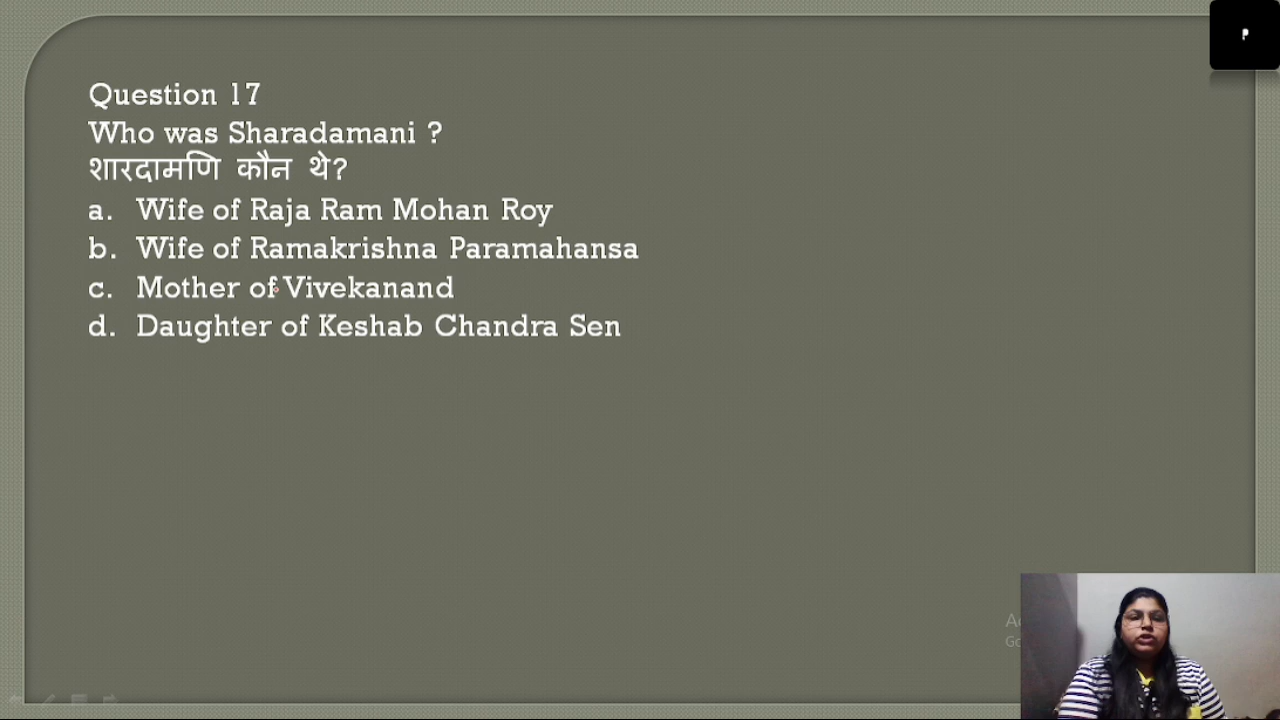 Question 17
Who was Sharadamani ?
शारदामणि कौन थे?
a. Wife of Raja Ram Mohan Roy
b. Wife of Ramakrishna Paramahansa
c. Mother of Vivekanand
d. Daughter of Keshab Chandra Sen